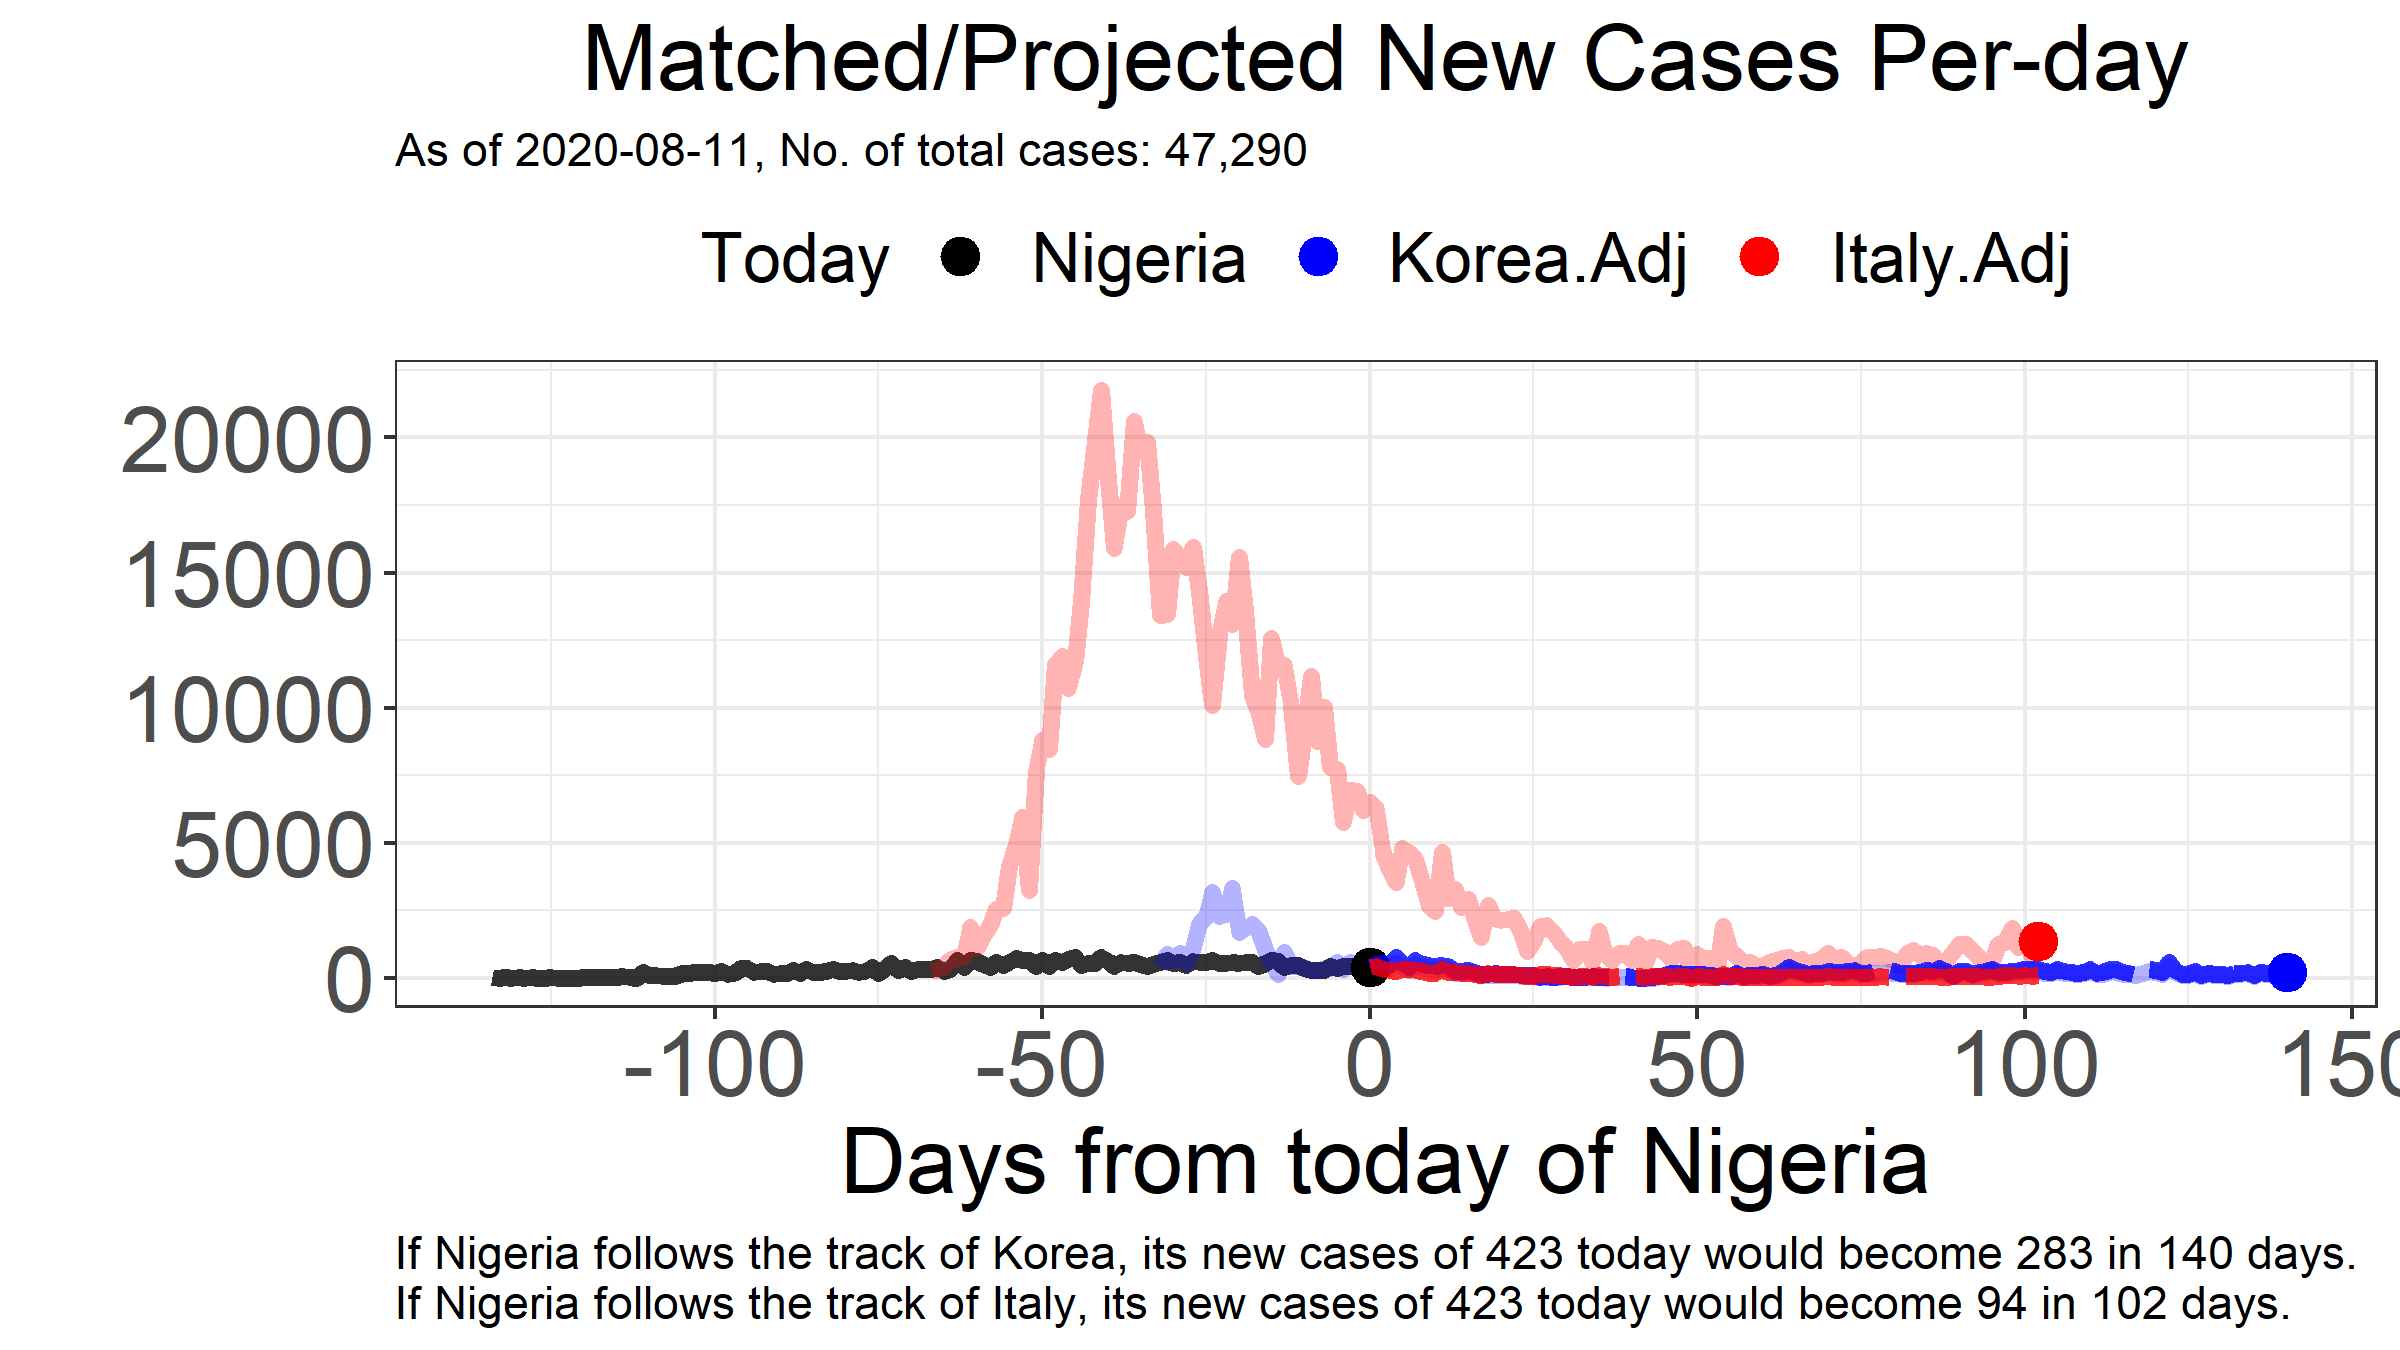 Matched/Projected New Cases Per-day
As of 2020-08-11, No. of total cases: 47,290
Today Nigeria Korea.Adj Italy.Adj
20000
15000
10000
5000
0
-100 -50 0 50 100 150
Days from today of Nigeria
If Nigeria follows the track of Korea, its new cases of 423 today would become 283 in 140 days.
If Nigeria follows the track of Italy, its new cases of 423 today would become 94 in 102 days.